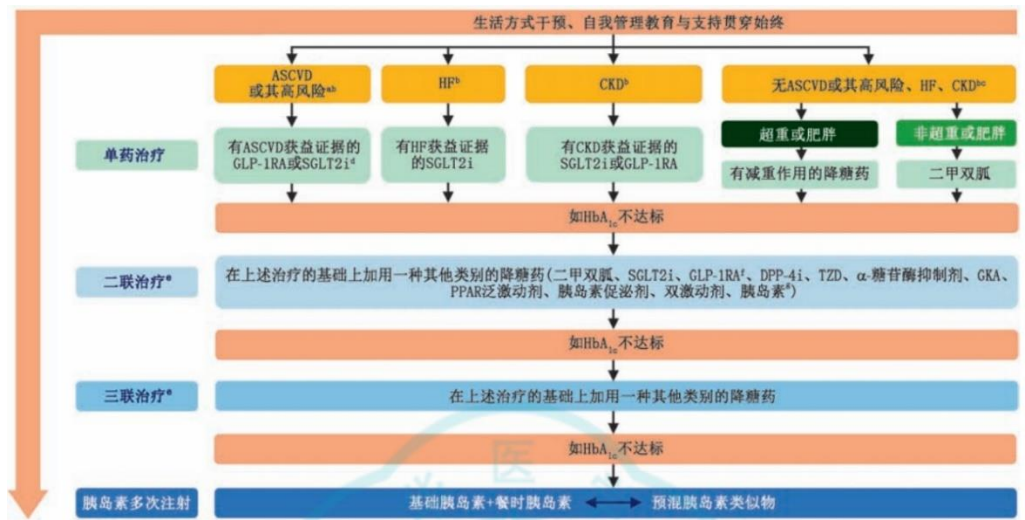 生活方式干预、自我管理教育与支持贯穿始终
ASCVD
或其高风险ab
HFb
CKDb
无ASCVD或其高风险、HF、CKDbc
超重或肥胖
非超重或肥胖
单药治疗
有ASCVD获益证据的
GLP-1RA或SGLT2id
有HF获益证据
的SGLT2i
有CKD获益证据的
SGLT2i或GLP-1RA
有减重作用的降糖药
二甲双胍
如HbA1c不达标
二联治疗e
在上述治疗的基础上加用一种其他类别的降糖药(二甲双胍、SGLT2i、GLP-1RAf、DPP-4i、TZD、α-糖苷酶抑制剂、GKA、
PPAR泛激动剂、胰岛素促泌剂、双激动剂、胰岛素g)
如HbA1c不达标
三联治疗e
在上述治疗的基础上加用一种其他类别的降糖药
如HbA1c不达标
医
胰岛素多次注射
基础胰岛素+餐时胰岛素
预混胰岛素类似物